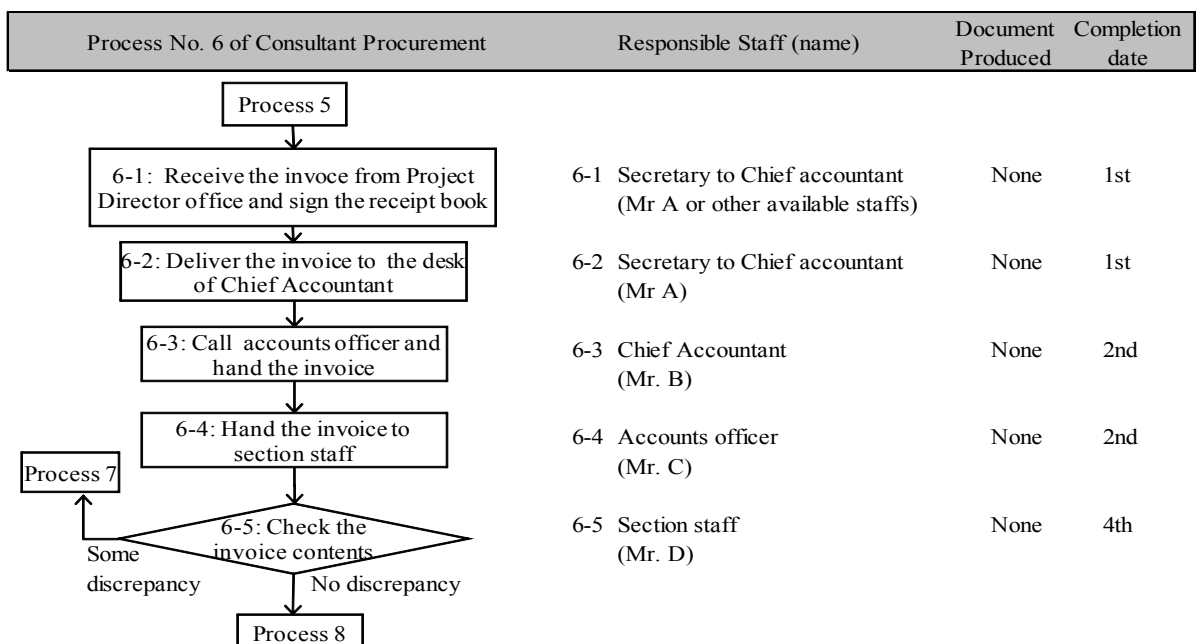 Process No. 6 of Consultant Procurement
Responsible Staff (name)
Document Produced
Completion date
Process 5
6-1: Receive the invoce from Project
Director office and sign the receipt book
6-1 Secretary to Chief accountant
(Mr A or other available staffs)
None
1st
6-2: Deliver the invoice to the desk
of Chief Accountant
6-2 Secretary to Chief accountant
(Mr A)
None
1st
6-3: Call accounts officer and
hand the invoice
6-3 Chief Accountant
(Mr. B)
None
2nd
6-4: Hand the invoice to
section staff
6-4 Accounts officer
(Mr. C)
None
2nd
Process 7
6-5: Check the
invoice contents
6-5 Section staff
(Mr. D)
None
4th
Some
discrepancy
No discrepancy
Process 8